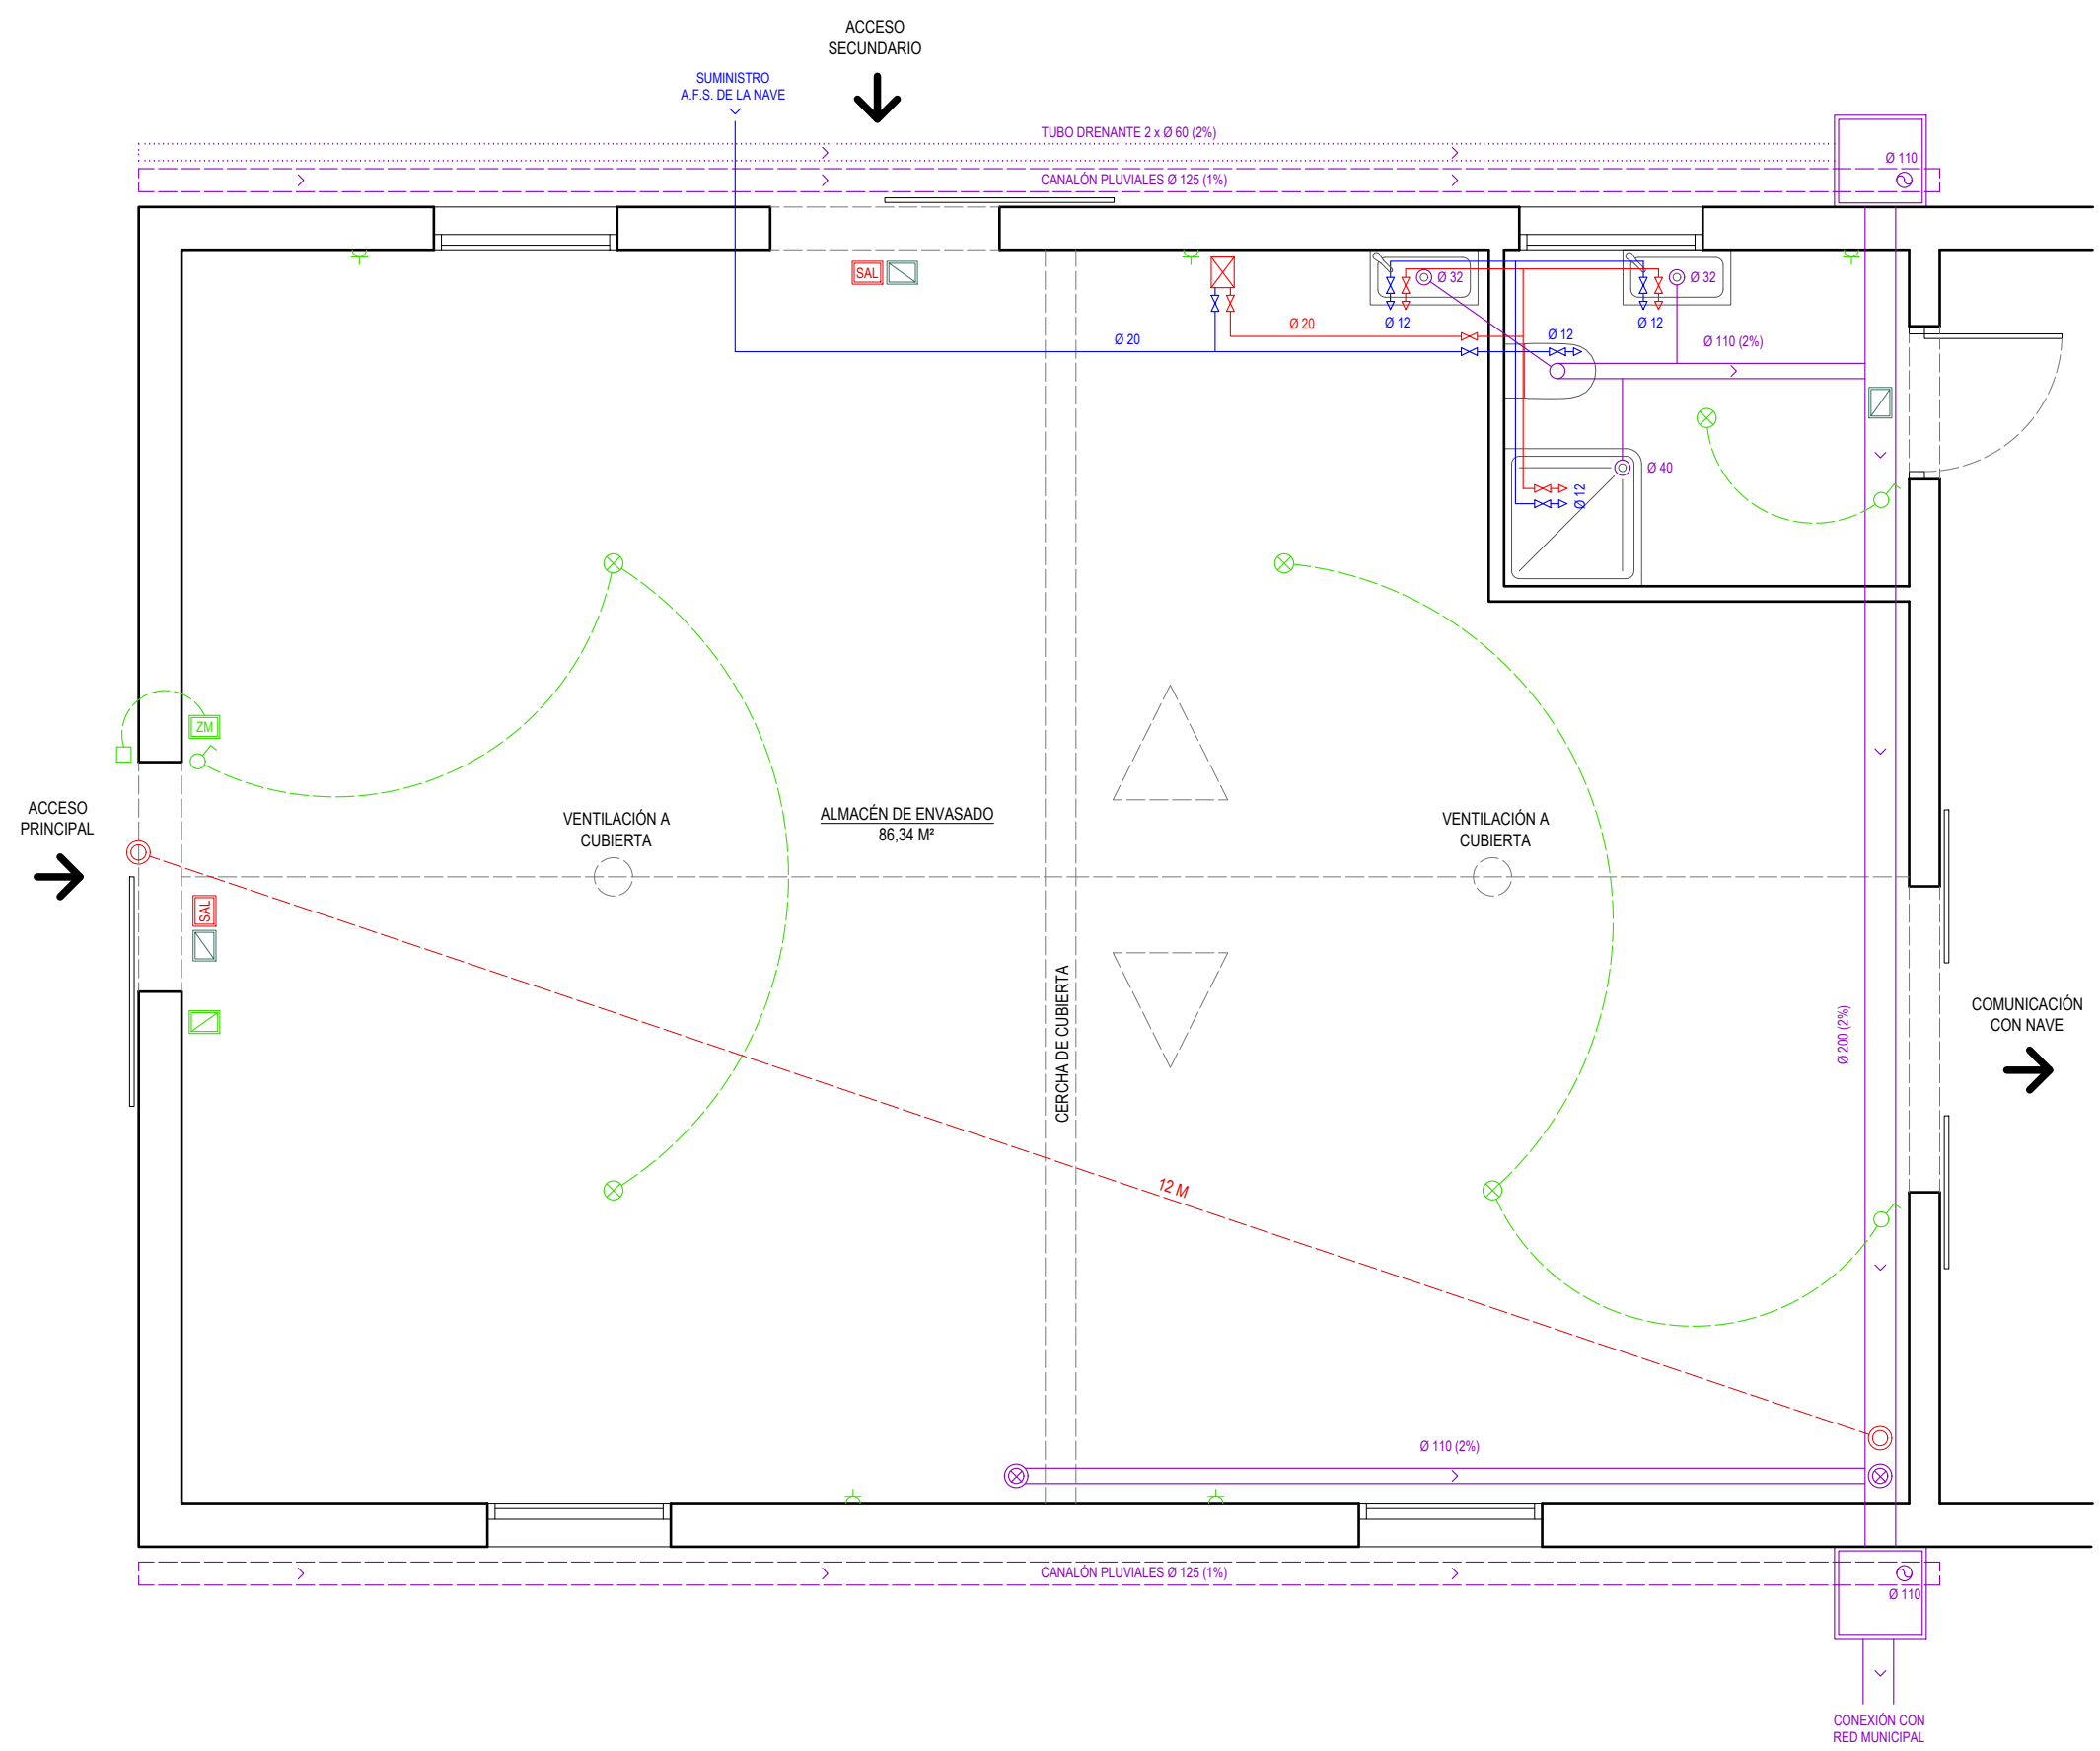 ACCESO
SECUNDARIO
SUMINISTRO
A.F.S. DE LA NAVE
TUBO DRENANTE 2 x Ø 60 (2%)
Ø 110
CANALÓN PLUVIALES Ø 125 (1%)
SAL
Ø 32
Ø 32
Ø 20
Ø 20
Ø 12
Ø 12
Ø 12
Ø 110 (2%)
Ø 40
Ø 12
ZM
ACCESO
PRINCIPAL
VENTILACIÓN A
CUBIERTA
ALMACÉN DE ENVASADO
86,34 M²
VENTILACIÓN A
CUBIERTA
SAL
CERCHA DE CUBIERTA
Ø 200 (2%)
COMUNICACIÓN
CON NAVE
12 M
Ø 110 (2%)
CANALÓN PLUVIALES Ø 125 (1%)
Ø 110
CONEXIÓN CON
RED MUNICIPAL